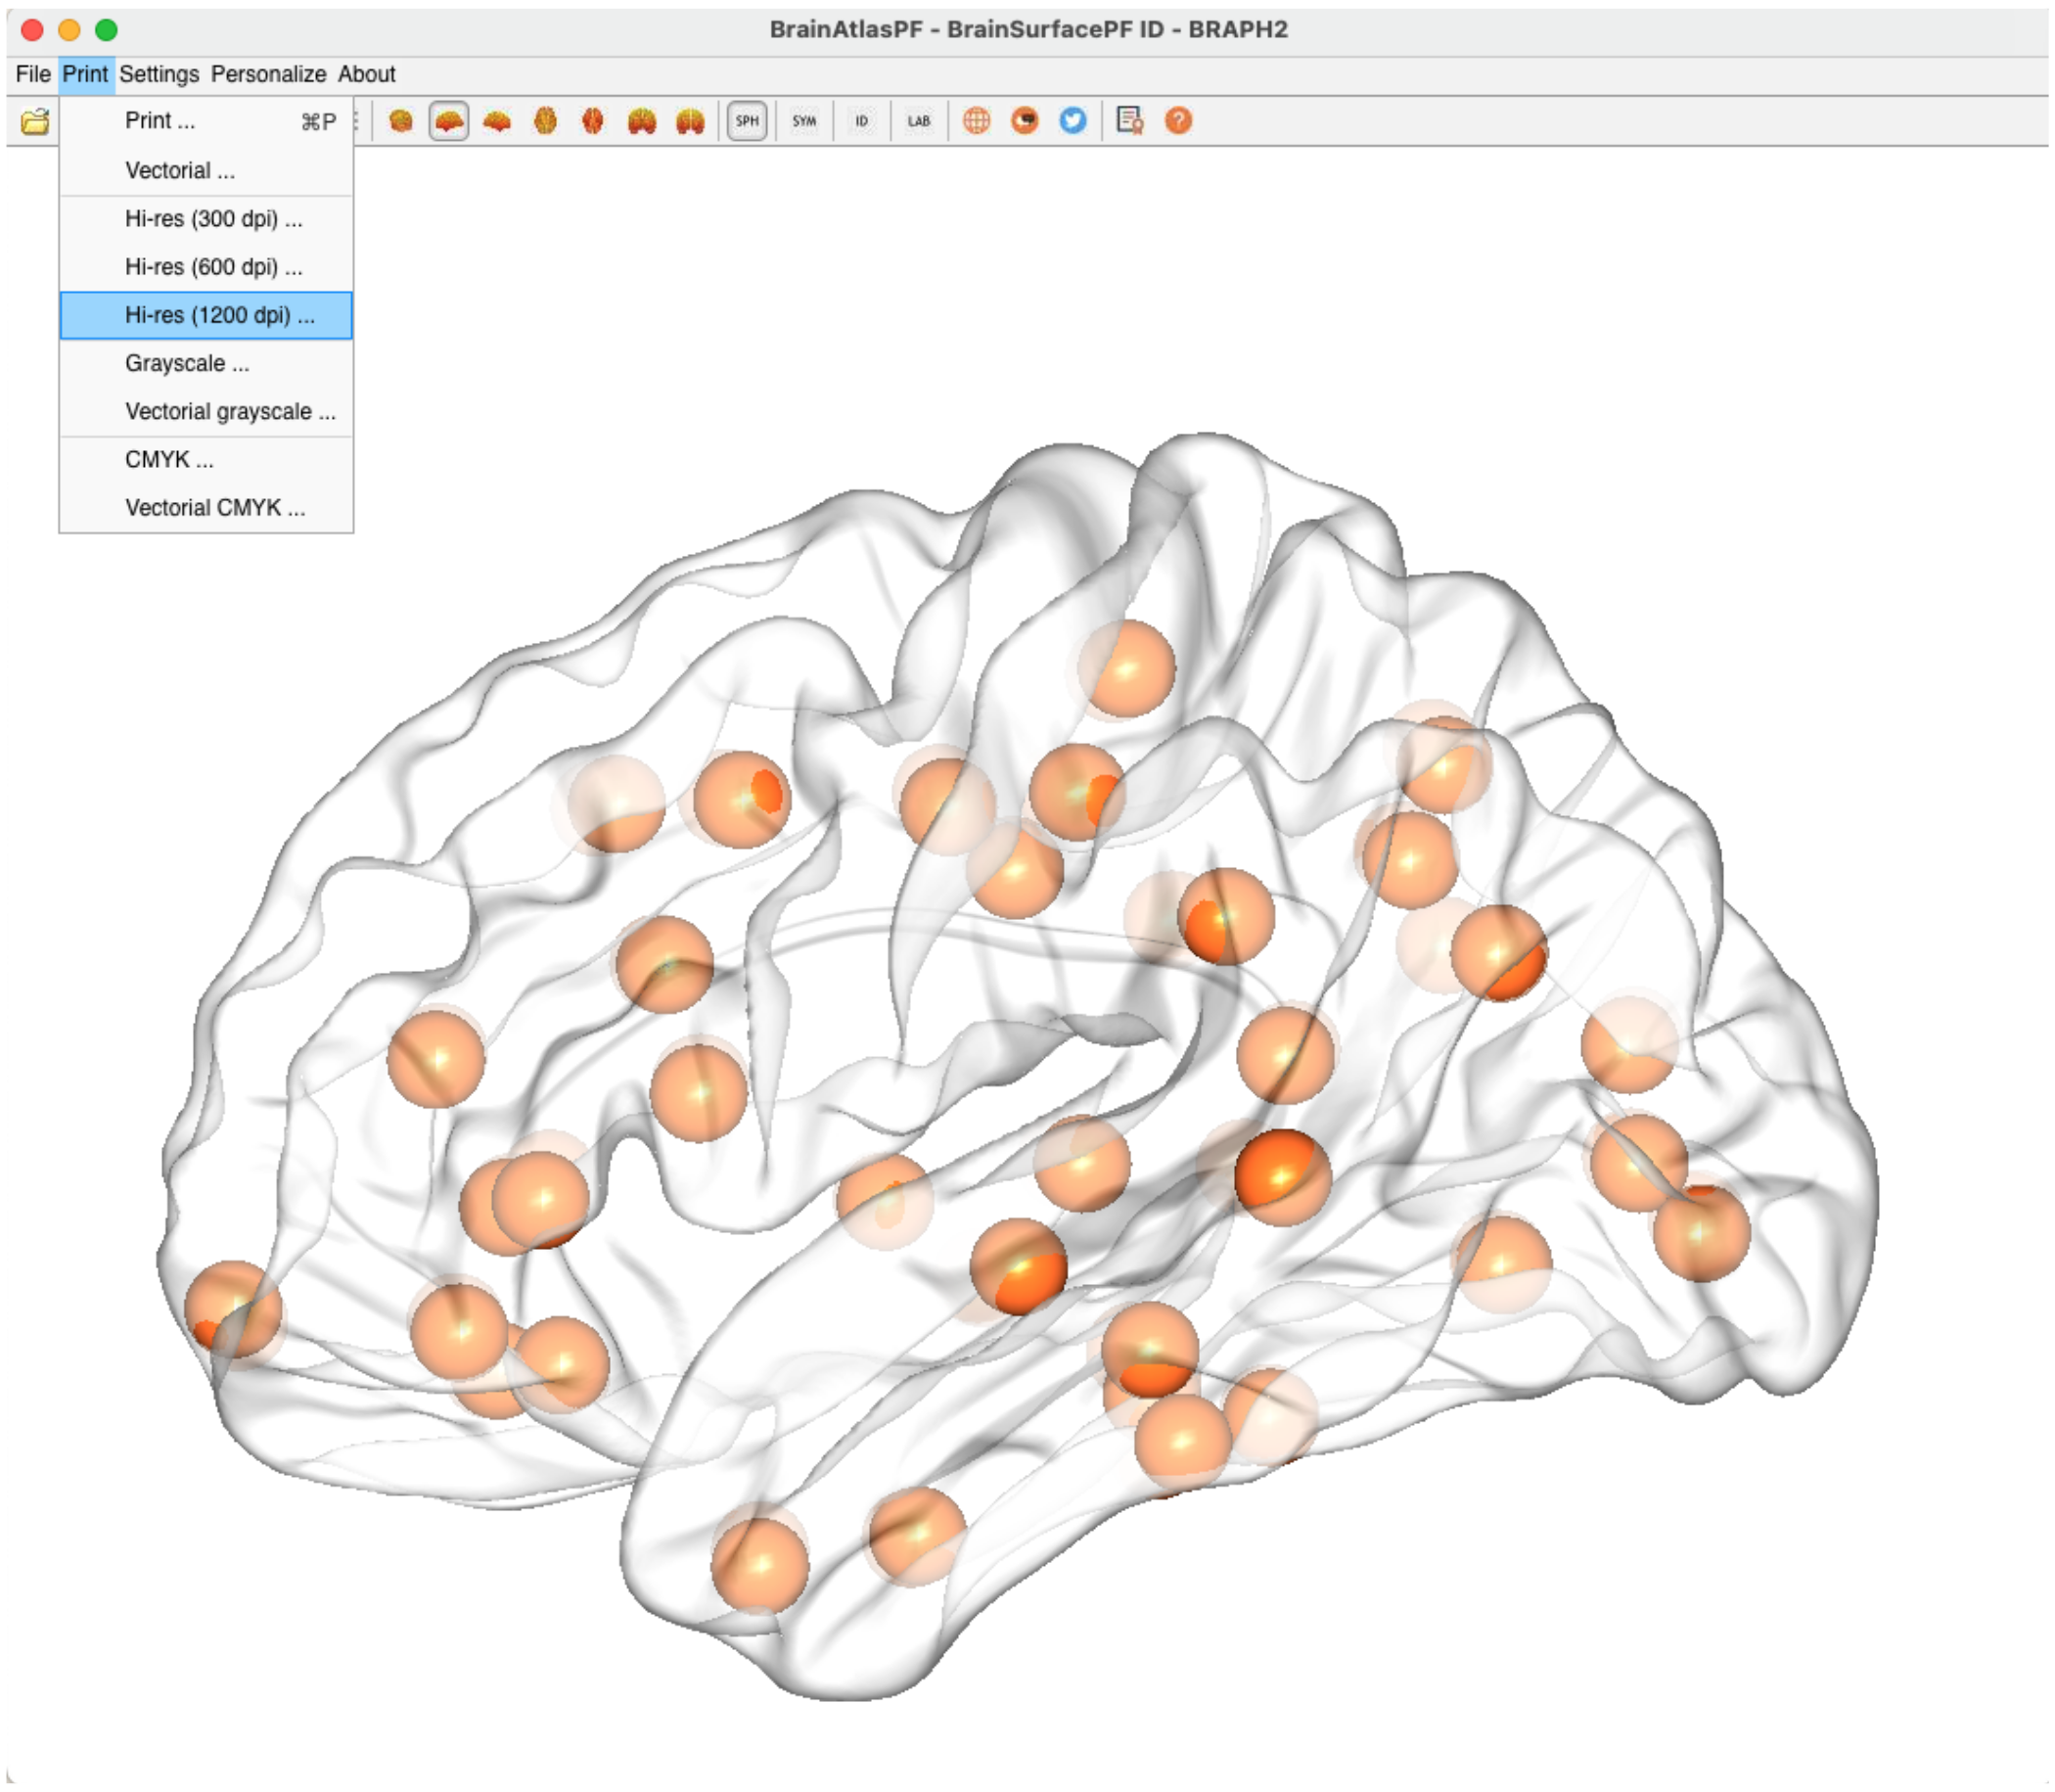 BrainAtlasPF - BrainSurfacePF ID - BRAPH2
File Print Settings Personalize About
SPH SYM ID LAB ?
Print ... ⌘P
Vectorial ...
Hi-res (300 dpi) ...
Hi-res (600 dpi) ...
Hi-res (1200 dpi) ...
Grayscale ...
Vectorial grayscale ...
CMYK ...
Vectorial CMYK ...